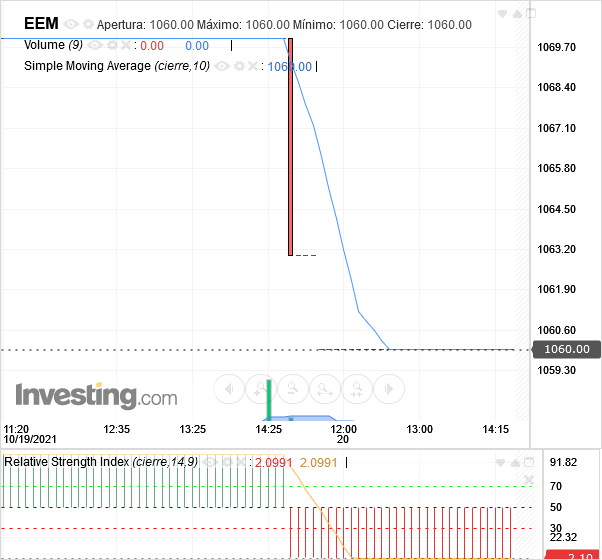 EEM Apertura: 1060.00 Máximo: 1060.00 Mínimo: 1060.00 Cierre: 1060.00
Volume (9) : 0.00 0.00
Simple Moving Average (cierre,10) : 1060.00
1069.70
1068.40
1067.10
1065.80
1064.50
1063.20
1061.90
1060.60
1060.00
1059.30
Investing.com
11:20 12:35 13:25 14:25 12:00 13:00 14:15
10/19/2021 20
Relative Strength Index (cierre,14,9) : 2.0991 2.0991
91.82
70
50
30
22.32
2.10